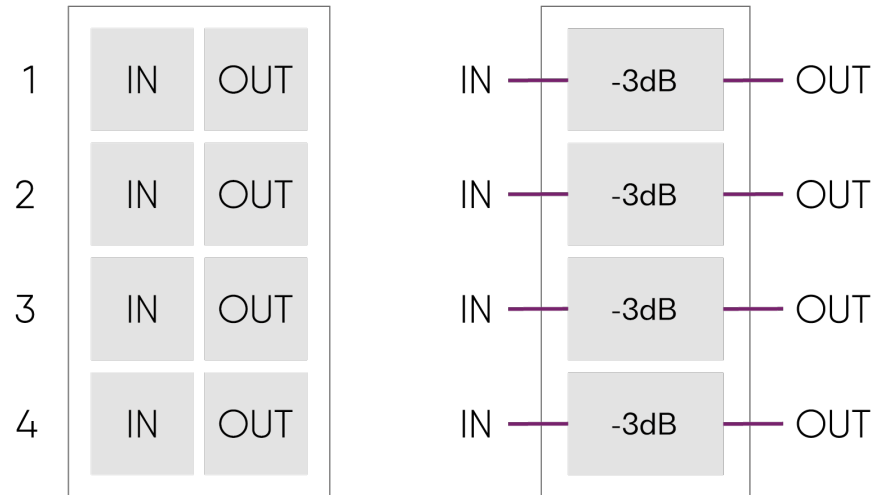 1 IN OUT IN -3dB OUT
2 IN OUT IN -3dB OUT
3 IN OUT IN -3dB OUT
4 IN OUT IN -3dB OUT